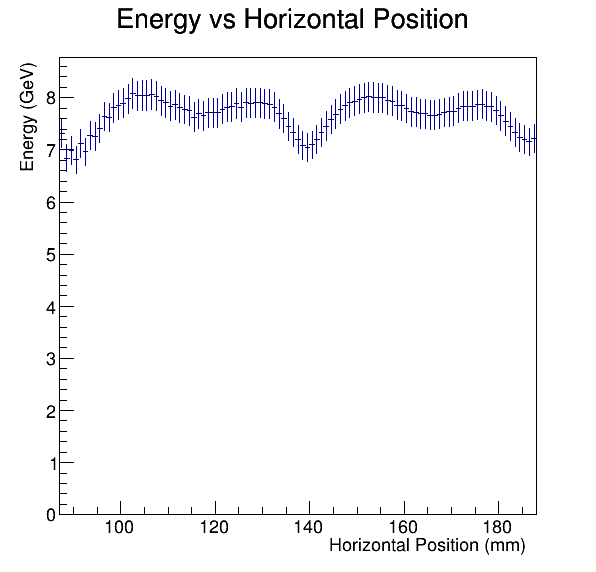 Energy vs Horizontal Position
Energy (GeV)
8
7
6
5
4
3
2
1
0
100 120 140 160 180
Horizontal Position (mm)